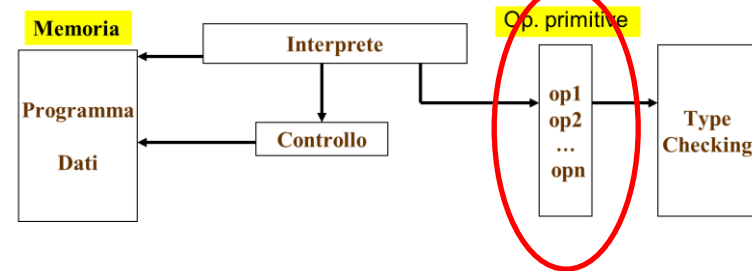 Memoria
Programma
Dati
Interprete
Controllo
Op. primitive
op1
op2
...
opn
Type
Checking